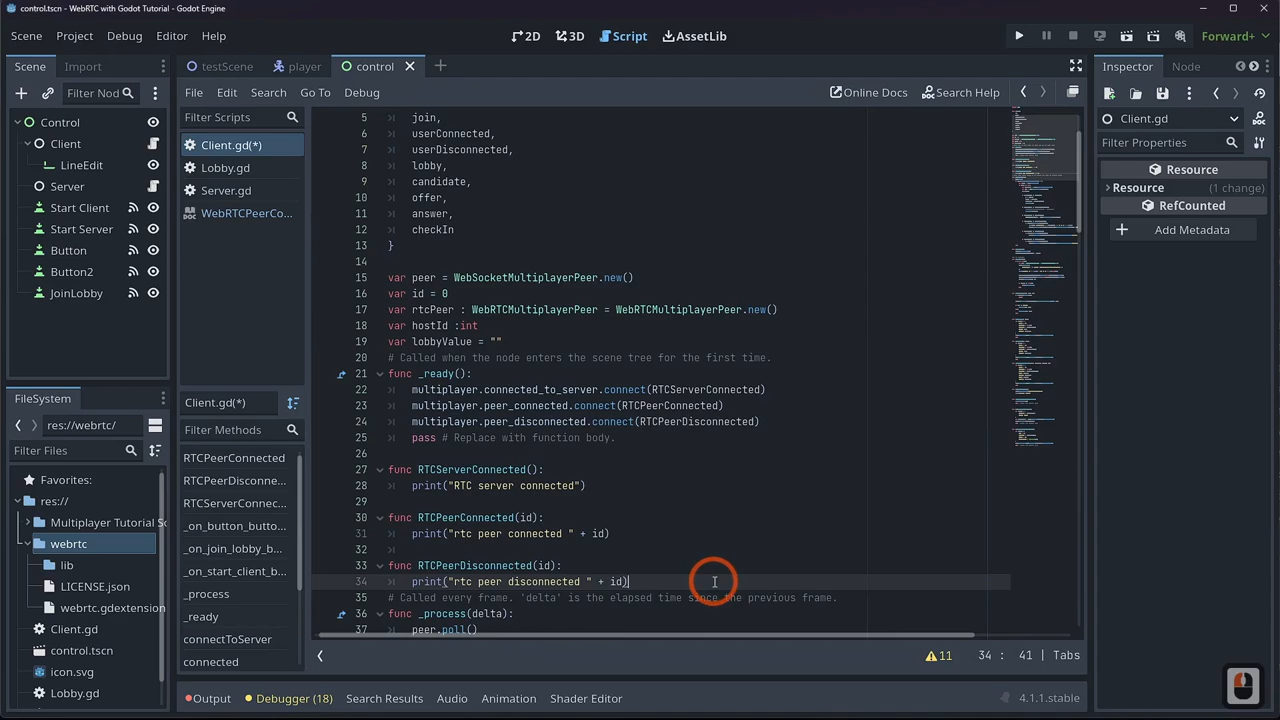 control.tscn - WebRTC with Godot Tutorial - Godot Engine
Scene Project Debug Editor Help
2D 3D Script AssetLib
Forward+
Scene Import
Filter Nod
Control
Client
LineEdit
Server
Start Client
Start Server
Button
Button2
JoinLobby
FileSystem
res://webrtc/
Filter Files
Favorites:
res://
Multiplayer Tutorial Sc
webrtc
lib
LICENSE.json
webrtc.gdextension
Client.gd
control.tscn
icon.svg
Lobby.gd
testScene player control
File Edit Search Go To Debug
Online Docs Search Help
Filter Scripts
Client.gd(*)
Lobby.gd
Server.gd
WebRTCPeerCo...
Client.gd(*)
Filter Methods
RTCPeerConnected
RTCPeerDisconne...
RTCServerConnec...
_on_button_butto...
_on_join_lobby_b...
_on_start_client_b...
_process
_ready
connectToServer
connected
5 join,
6 userConnected,
7 userDisconnected,
8 lobby,
9 candidate,
10 offer,
11 answer,
12 checkIn
13 }
14
15 var peer = WebSocketMultiplayerPeer.new()
16 var id = 0
17 var rtcPeer : WebRTCMultiplayerPeer = WebRTCMultiplayerPeer.new()
18 var hostId :int
19 var lobbyValue = ""
20 # Called when the node enters the scene tree for the first time.
21 func _ready():
22 multiplayer.connected_to_server.connect(RTCServerConnected)
23 multiplayer.peer_connected.connect(RTCPeerConnected)
24 multiplayer.peer_disconnected.connect(RTCPeerDisconnected)
25 pass # Replace with function body.
26
27 func RTCServerConnected():
28 print("RTC server connected")
29
30 func RTCPeerConnected(id):
31 print("rtc peer connected " + id)
32
33 func RTCPeerDisconnected(id):
34 print("rtc peer disconnected " + id)
35 # Called every frame. 'delta' is the elapsed time since the previous frame.
36 func _process(delta):
37 peer.poll()
11 34 : 41 | Tabs
Output Debugger (18) Search Results Audio Animation Shader Editor
4.1.1.stable
Inspector Node
Client.gd
Filter Properties
Resource
Resource (1 change)
RefCounted
Add Metadata